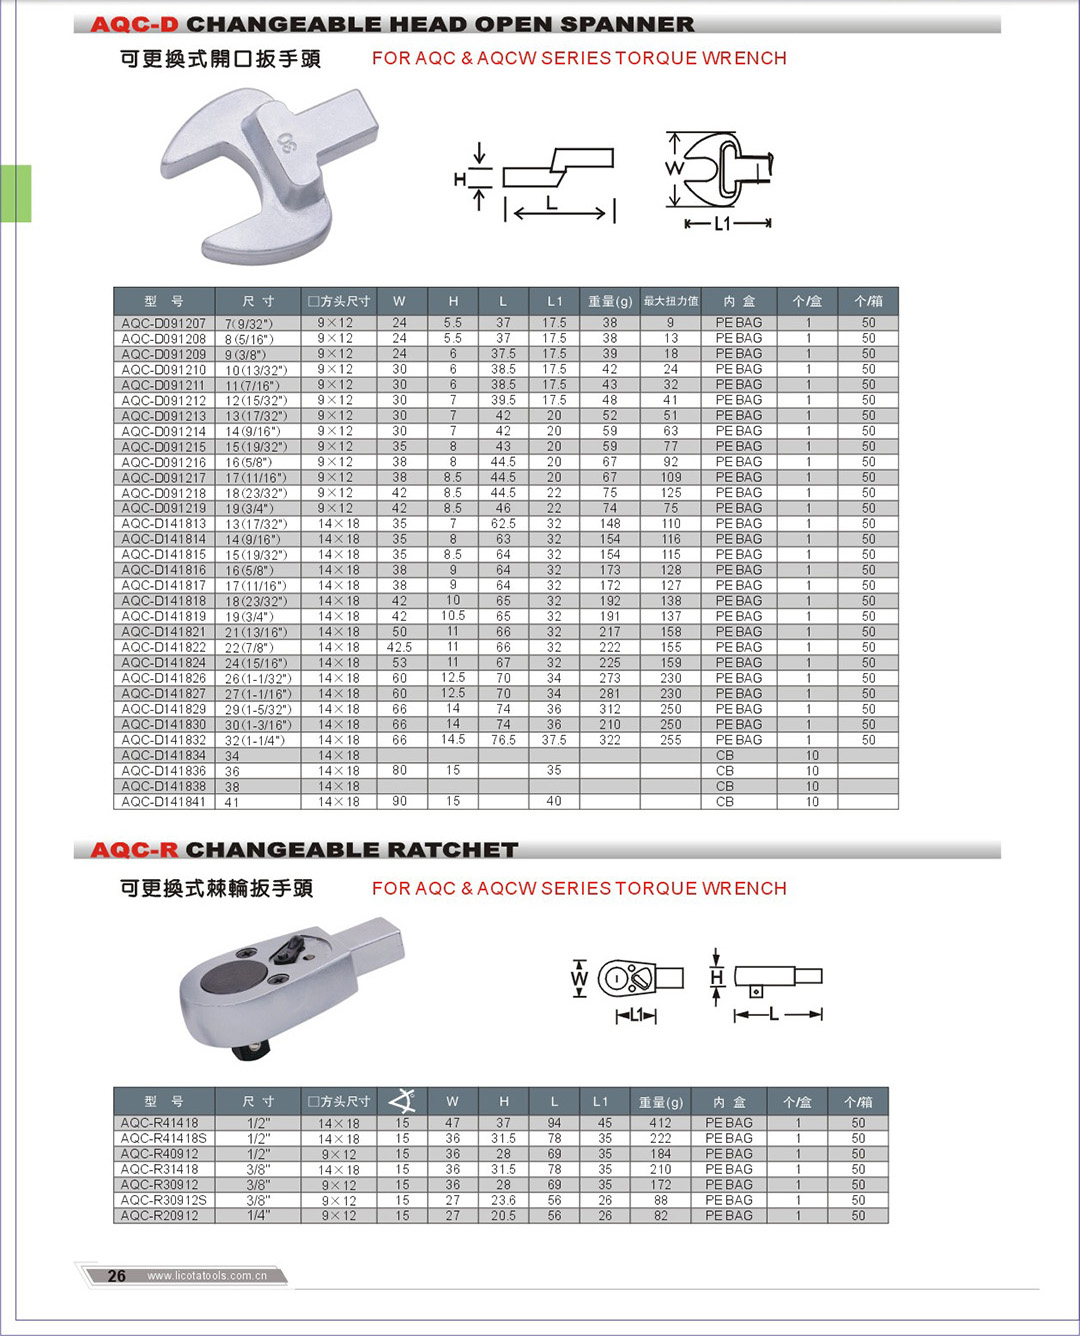 AQC-D CHANGEABLE HEAD OPEN SPANNER
可更換式開口扳手頭 FOR AQC & AQCW SERIES TORQUE WRENCH
30
H L W L1
型 号 尺 寸 □方头尺寸 W H L L1 重量(g) 最大扭力值 内 盒 个/盒 个/箱
AQC-D091207 7(9/32") 9×12 24 5.5 37 17.5 38 9 PE BAG 1 50
AQC-D091208 8(5/16") 9×12 24 5.5 37 17.5 38 13 PE BAG 1 50
AQC-D091209 9(3/8") 9×12 24 6 37.5 17.5 39 18 PE BAG 1 50
AQC-D091210 10(13/32") 9×12 30 6 38.5 17.5 42 24 PE BAG 1 50
AQC-D091211 11(7/16") 9×12 30 6 38.5 17.5 43 32 PE BAG 1 50
AQC-D091212 12(15/32") 9×12 30 7 39.5 17.5 48 41 PE BAG 1 50
AQC-D091213 13(17/32") 9×12 30 7 42 20 52 51 PE BAG 1 50
AQC-D091214 14(9/16") 9×12 30 7 42 20 59 63 PE BAG 1 50
AQC-D091215 15(19/32") 9×12 35 8 43 20 59 77 PE BAG 1 50
AQC-D091216 16(5/8") 9×12 38 8 44.5 20 67 92 PE BAG 1 50
AQC-D091217 17(11/16") 9×12 38 8.5 44.5 20 67 109 PE BAG 1 50
AQC-D091218 18(23/32") 9×12 42 8.5 44.5 22 75 125 PE BAG 1 50
AQC-D091219 19(3/4") 9×12 42 8.5 46 22 74 75 PE BAG 1 50
AQC-D141813 13(17/32") 14×18 35 7 62.5 32 148 110 PE BAG 1 50
AQC-D141814 14(9/16") 14×18 35 8 63 32 154 116 PE BAG 1 50
AQC-D141815 15(19/32") 14×18 35 8.5 64 32 154 115 PE BAG 1 50
AQC-D141816 16(5/8") 14×18 38 9 64 32 173 128 PE BAG 1 50
AQC-D141817 17(11/16") 14×18 38 9 64 32 172 127 PE BAG 1 50
AQC-D141818 18(23/32") 14×18 42 10 65 32 192 138 PE BAG 1 50
AQC-D141819 19(3/4") 14×18 42 10.5 65 32 191 137 PE BAG 1 50
AQC-D141821 21(13/16") 14×18 50 11 66 32 217 158 PE BAG 1 50
AQC-D141822 22(7/8") 14×18 42.5 11 66 32 222 155 PE BAG 1 50
AQC-D141824 24(15/16") 14×18 53 11 67 32 225 159 PE BAG 1 50
AQC-D141826 26(1-1/32") 14×18 60 12.5 70 34 273 230 PE BAG 1 50
AQC-D141827 27(1-1/16") 14×18 60 12.5 70 34 281 230 PE BAG 1 50
AQC-D141829 29(1-5/32") 14×18 66 14 74 36 312 250 PE BAG 1 50
AQC-D141830 30(1-3/16") 14×18 66 14 74 36 210 250 PE BAG 1 50
AQC-D141832 32(1-1/4") 14×18 66 14.5 76.5 37.5 322 255 PE BAG 1 50
AQC-D141834 34 14×18 CB 10
AQC-D141836 36 14×18 80 15 35 CB 10
AQC-D141838 38 14×18 CB 10
AQC-D141841 41 14×18 90 15 40 CB 10
AQC-R CHANGEABLE RATCHET
可更換式棘輪扳手頭 FOR AQC & AQCW SERIES TORQUE WRENCH
W L1 H L
型 号 尺 寸 □方头尺寸 W H L L1 重量(g) 内 盒 个/盒 个/箱
AQC-R41418 1/2" 14×18 15 47 37 94 45 412 PE BAG 1 50
AQC-R41418S 1/2" 14×18 15 36 31.5 78 35 222 PE BAG 1 50
AQC-R40912 1/2" 9×12 15 36 28 69 35 184 PE BAG 1 50
AQC-R31418 3/8" 14×18 15 36 31.5 78 35 210 PE BAG 1 50
AQC-R30912 3/8" 9×12 15 36 28 69 35 172 PE BAG 1 50
AQC-R30912S 3/8" 9×12 15 27 23.6 56 26 88 PE BAG 1 50
AQC-R20912 1/4" 9×12 15 27 20.5 56 26 82 PE BAG 1 50
26 www.licotatools.com.cn